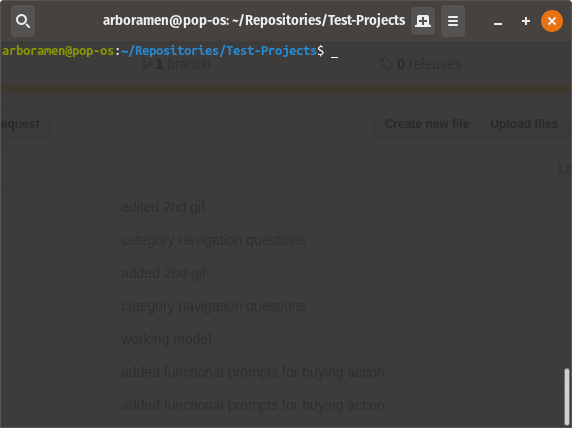 arboramen@pop-os: ~/Repositories/Test-Projects
arboramen@pop-os:~/Repositories/Test-Projects$ _
1 branch
0 releases
equest
Create new file
Upload files
La
edited 2nd gif
category navigation questions
added 2nd gif
category navigation questions
working model
added functional prompts for buying action
added functional prompts for buying action